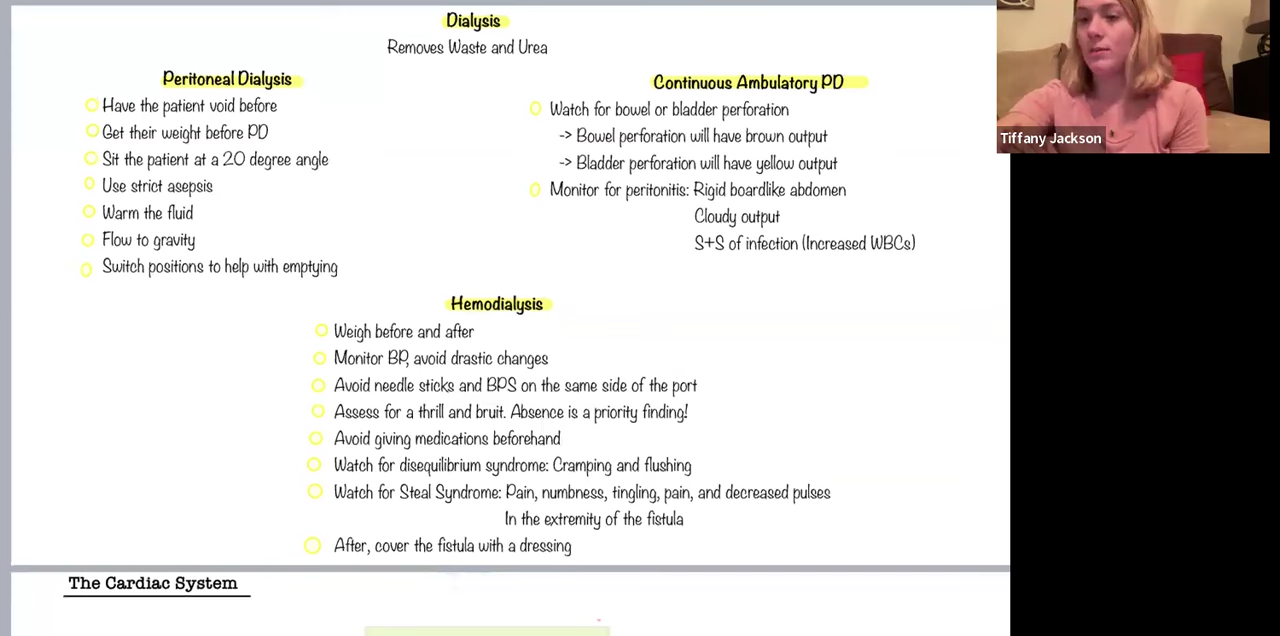 Dialysis
Removes Waste and Urea
Peritoneal Dialysis
Have the patient void before
Get their weight before PD
Sit the patient at a 20 degree angle
Use strict asepsis
Warm the fluid
Flow to gravity
Switch positions to help with emptying
Continuous Ambulatory PD
Watch for bowel or bladder perforation
-> Bowel perforation will have brown output
-> Bladder perforation will have yellow output
Monitor for peritonitis: Rigid boardlike abdomen
Cloudy output
S+S of infection (Increased WBCs)
Tiffany Jackson
Hemodialysis
Weigh before and after
Monitor BP, avoid drastic changes
Avoid needle sticks and BPS on the same side of the port
Assess for a thrill and bruit. Absence is a priority finding!
Avoid giving medications beforehand
Watch for disequilibrium syndrome: Cramping and flushing
Watch for Steal Syndrome: Pain, numbness, tingling, pain, and decreased pulses
In the extremity of the fistula
After, cover the fistula with a dressing
The Cardiac System